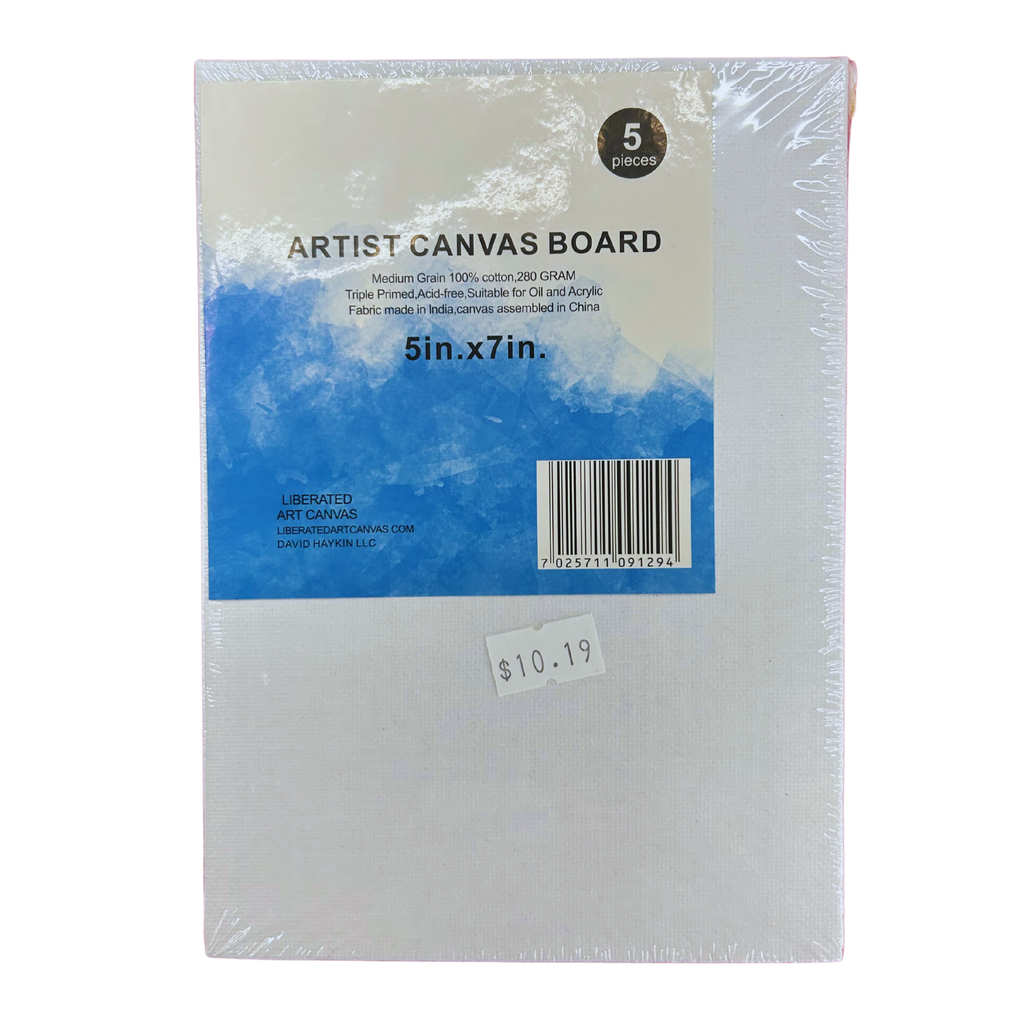 5
pieces
ARTIST CANVAS BOARD
Medium Grain 100% cotton,280 GRAM
Triple Primed,Acid-free,Suitable for Oil and Acrylic
Fabric made in India,canvas assembled in China
5in.x7in.
LIBERATED
ART CANVAS
LIBERATEDARTCANVAS.COM
DAVID HAYKIN LLC
7 025711 091294
$10.19